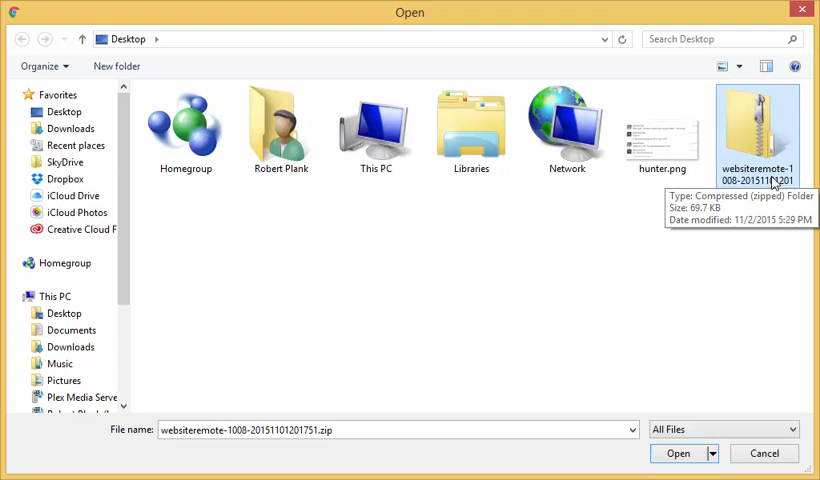 Open
Desktop
Search Desktop
Organize
New folder
Favorites
Desktop
Downloads
Recent places
SkyDrive
Dropbox
iCloud Drive
iCloud Photos
Creative Cloud F
Homegroup
This PC
Desktop
Documents
Downloads
Music
Pictures
Plex Media Serve
Homegroup
Robert Plank
This PC
Libraries
Network
hunter.png
websiteremote-1
008-20151101201
Type: Compressed (zipped) Folder
Size: 69.7 KB
Date modified: 11/2/2015 5:29 PM
File name:
websiteremote-1008-20151101201751.zip
All Files
Open
Cancel